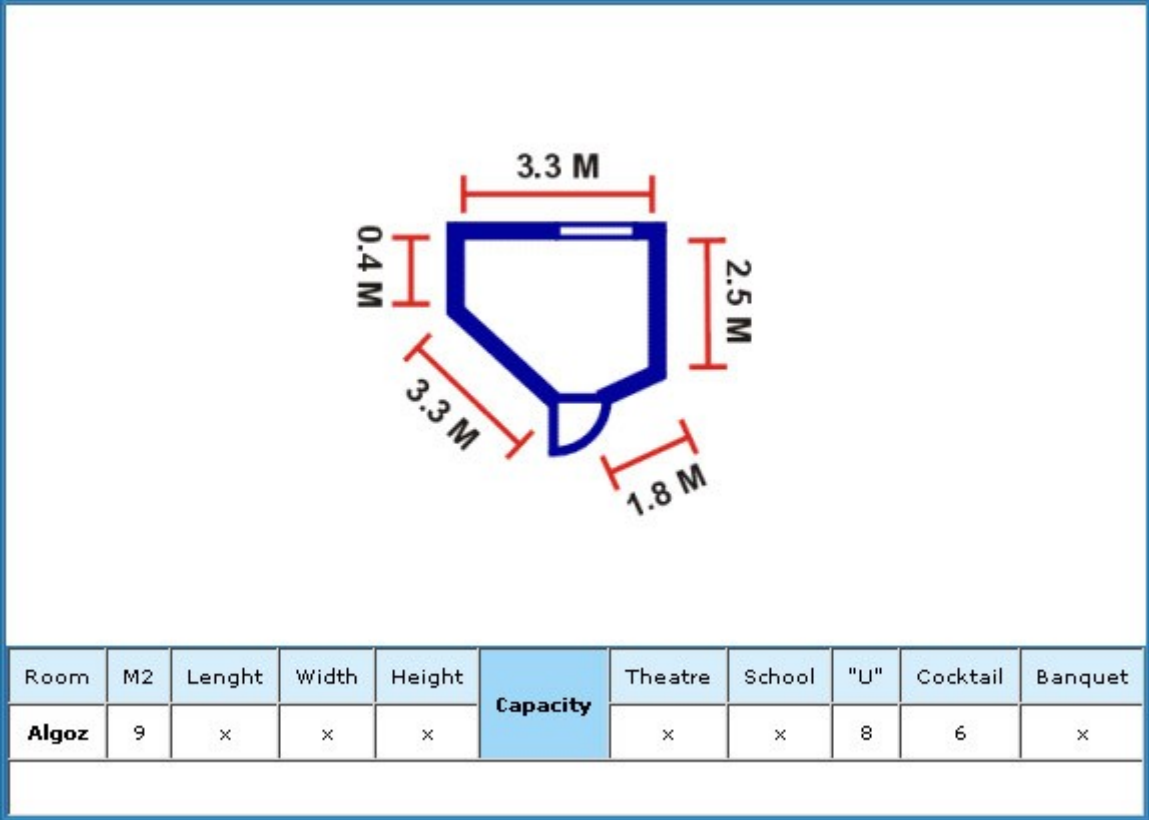 3.3 M
0.4 M
2.5 M
3.3 M
1.8 M
Room M2 Lenght Width Height Capacity Theatre School "U" Cocktail Banquet
Algoz 9 x x x x x 8 6 x